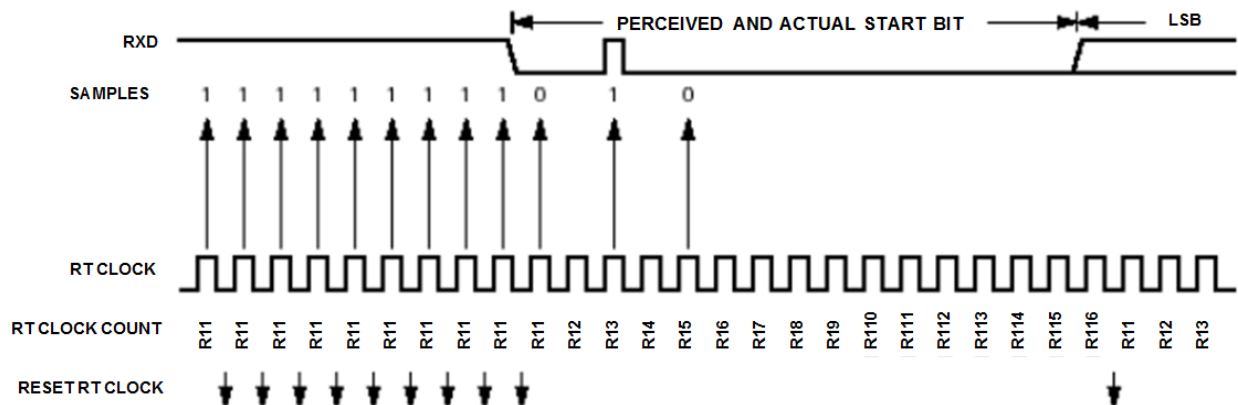 PERCEIVED AND ACTUAL START BIT LSB
RXD
SAMPLES 1 1 1 1 1 1 1 1 1 0 1 0
RT CLOCK
RT CLOCK COUNT R11 R11 R11 R11 R11 R11 R11 R11 R11 R11 R12 R13 R14 R15 R16 R17 R18 R19 R110 R111 R112 R113 R114 R115 R116 R11 R12 R13
RESET RT CLOCK